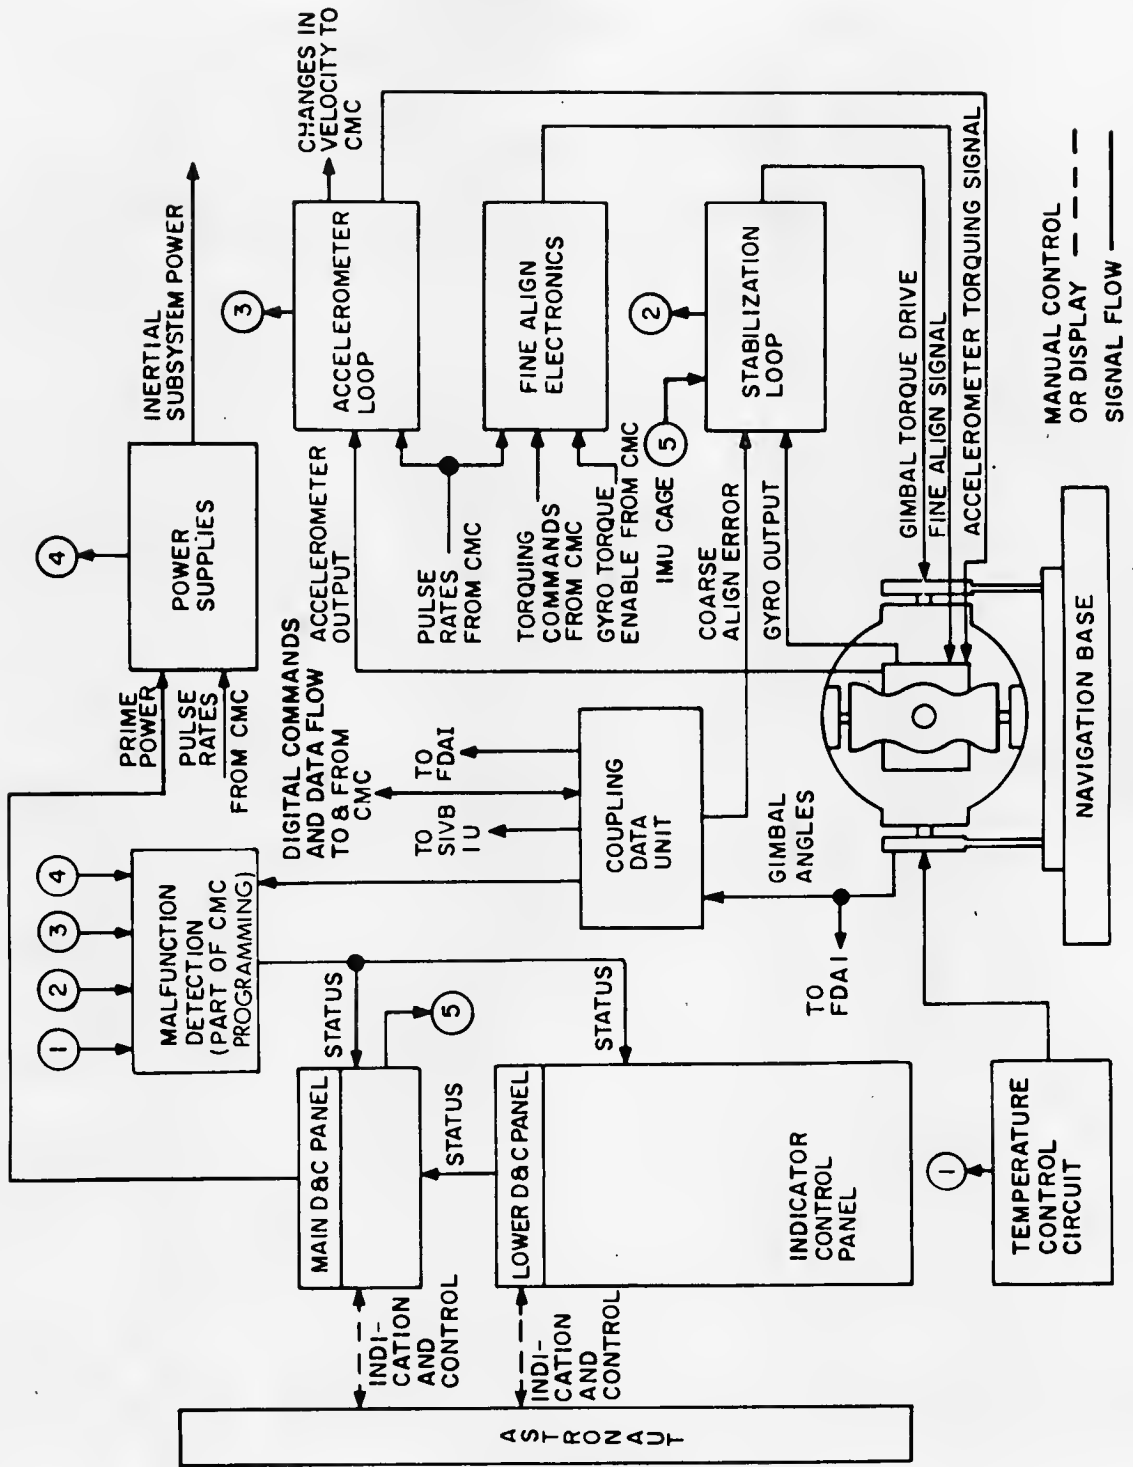 ASTRONAUT
INDI-
CATION
AND
CONTROL
INDI-
CATION
AND
CONTROL
MAIN D&C PANEL
STATUS
5
STATUS
LOWER D&C PANEL
STATUS
INDICATOR
CONTROL
PANEL
1
TEMPERATURE
CONTROL
CIRCUIT
1
2
3
4
MALFUNCTION
DETECTION
(PART OF CMC
PROGRAMMING)
DIGITAL COMMANDS
AND DATA FLOW
TO & FROM
CMC
TO
SIVB
IU
TO
FDAI
COUPLING
DATA
UNIT
GIMBAL
ANGLES
TO
FDAI
PRIME
POWER
PULSE
RATES
FROM CMC
4
POWER
SUPPLIES
INERTIAL
SUBSYSTEM POWER
ACCELEROMETER
OUTPUT
PULSE
RATES
FROM CMC
TORQUING
COMMANDS
FROM CMC
GYRO TORQUE
ENABLE FROM CMC
IMU CAGE
5
COARSE
ALIGN ERROR
GYRO OUTPUT
3
ACCELEROMETER
LOOP
CHANGES IN
VELOCITY TO
CMC
FINE ALIGN
ELECTRONICS
2
STABILIZATION
LOOP
GIMBAL TORQUE DRIVE
FINE ALIGN SIGNAL
ACCELEROMETER TORQUING SIGNAL
NAVIGATION BASE
MANUAL CONTROL
OR DISPLAY
SIGNAL FLOW